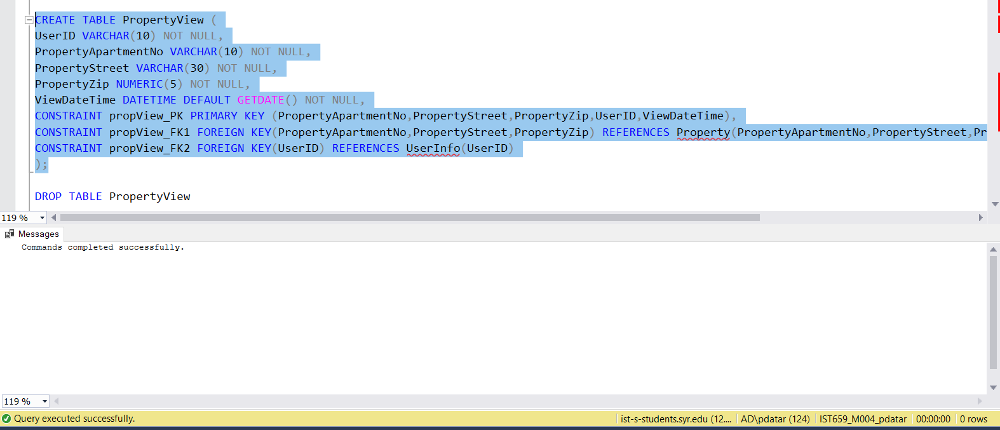 CREATE TABLE PropertyView (
UserID VARCHAR(10) NOT NULL,
PropertyApartmentNo VARCHAR(10) NOT NULL,
PropertyStreet VARCHAR(30) NOT NULL,
PropertyZip NUMERIC(5) NOT NULL,
ViewDateTime DATETIME DEFAULT GETDATE() NOT NULL,
CONSTRAINT propView_PK PRIMARY KEY (PropertyApartmentNo,PropertyStreet,PropertyZip,UserID,ViewDateTime),
CONSTRAINT propView_FK1 FOREIGN KEY(PropertyApartmentNo,PropertyStreet,PropertyZip) REFERENCES Property(PropertyApartmentNo,PropertyStreet,Pr
CONSTRAINT propView_FK2 FOREIGN KEY(UserID) REFERENCES UserInfo(UserID)
);
DROP TABLE PropertyView
119 %
Messages
Commands completed successfully.
119 %
Query executed successfully. ist-s-students.syr.edu (12.... AD\pdatar (124) IST659_M004_pdatar 00:00:00 0 rows